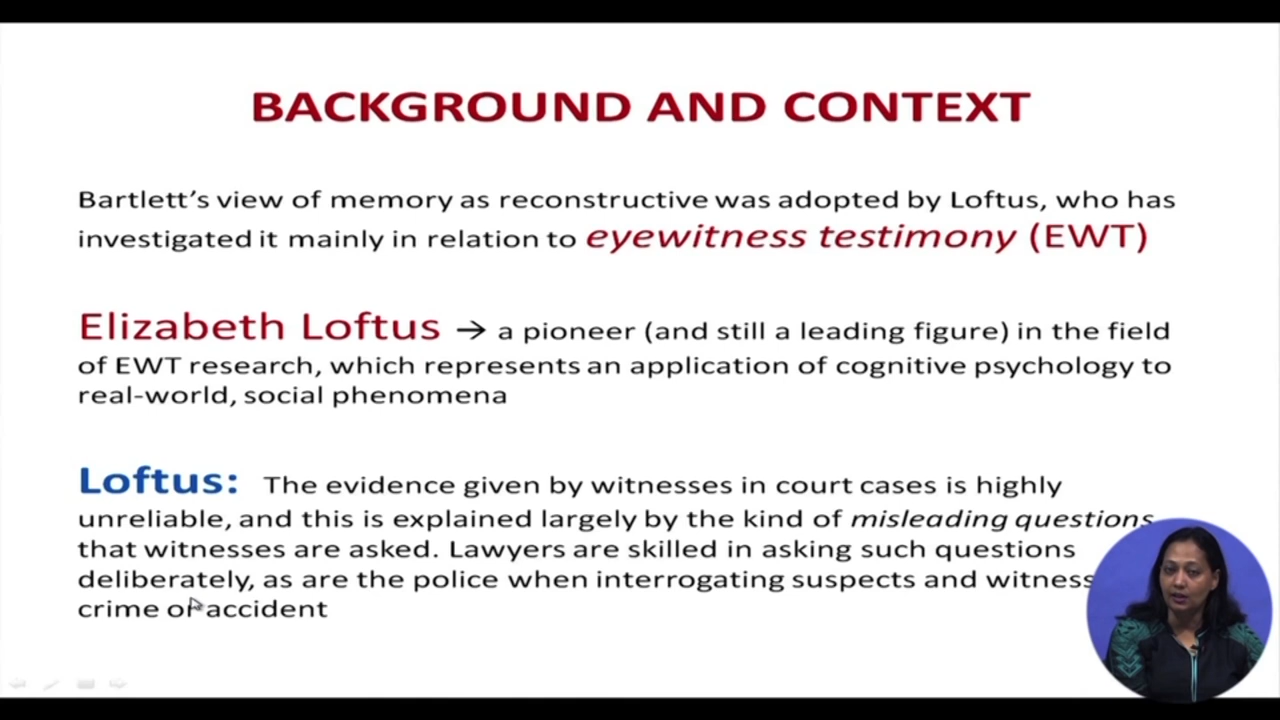 BACKGROUND AND CONTEXT
Bartlett’s view of memory as reconstructive was adopted by Loftus, who has
investigated it mainly in relation to eyewitness testimony (EWT)
Elizabeth Loftus → a pioneer (and still a leading figure) in the field
of EWT research, which represents an application of cognitive psychology to
real-world, social phenomena
Loftus: The evidence given by witnesses in court cases is highly
unreliable, and this is explained largely by the kind of misleading questions
that witnesses are asked. Lawyers are skilled in asking such questions
deliberately, as are the police when interrogating suspects and
crime or accident